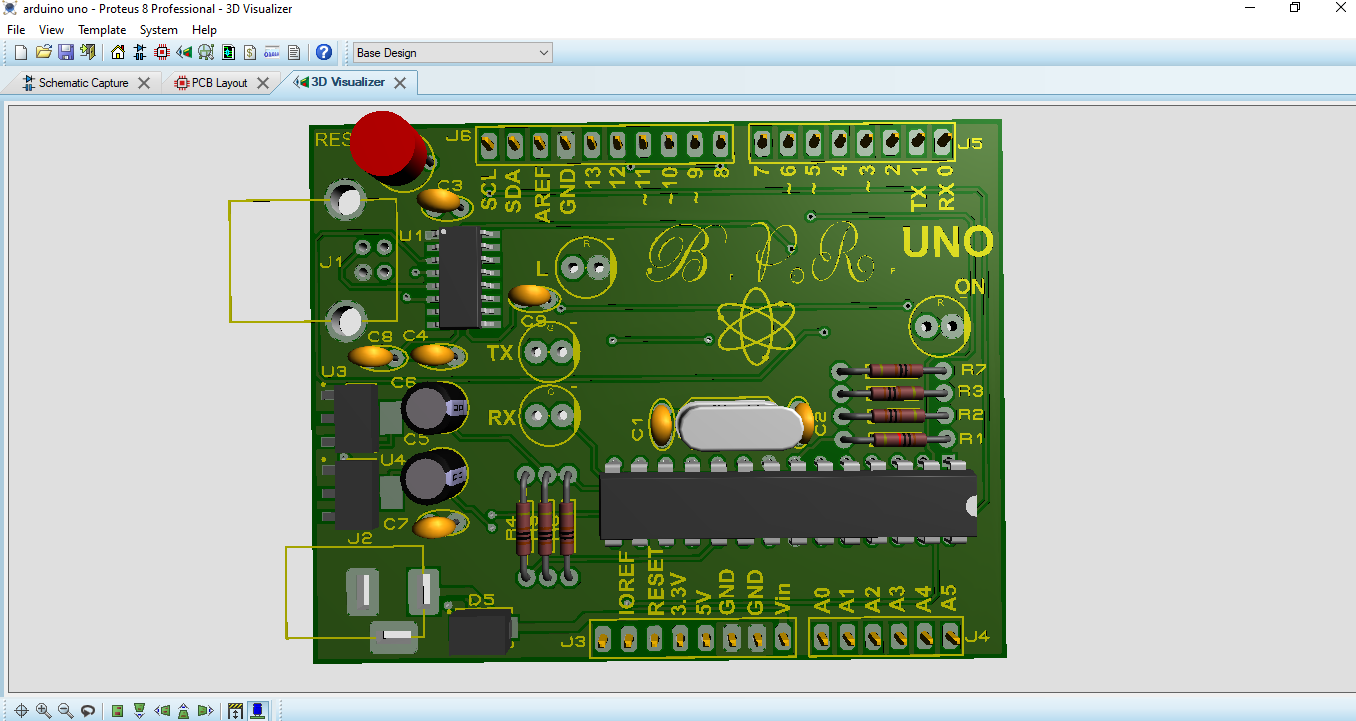 arduino uno - Proteus 8 Professional - 3D Visualizer
File View Template System Help
Base Design
Schematic Capture PCB Layout 3D Visualizer
RES
J6
J5
SCL SDA AREF GND 13 12 ~11 ~10 ~9 8
7 ~6 ~5 4 ~3 2 TX 1 RX 0
C3
U1
J1
L
R
B.V.R.
UNO
ON
R
C9
C8 C4
TX
U3
C6
RX
C5
C1
C2
R7
R3
R2
R1
U4
C7
R4
J2
D5
IOREF RESET 3.3V 5V GND GND Vin
A0 A1 A2 A3 A4 A5
J3
J4